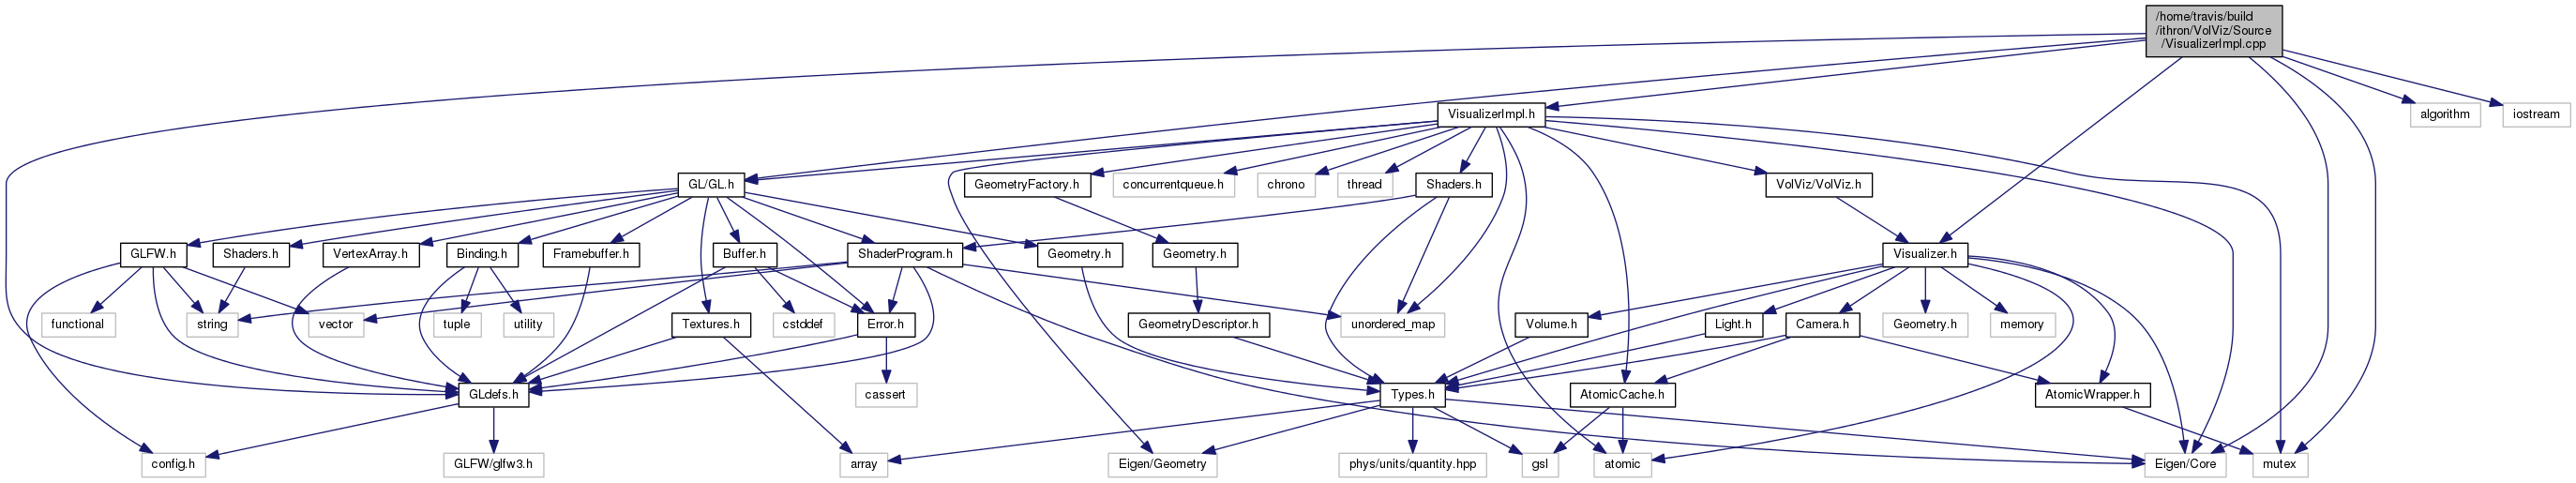 /home/travis/build
/ithron/VolViz/Source
/VisualizerImpl.cpp
VisualizerImpl.h
algorithm
iostream
GL/GL.h
GeometryFactory.h
concurrentqueue.h
chrono
thread
Shaders.h
VolViz/VolViz.h
GLFW.h
Shaders.h
VertexArray.h
Binding.h
Framebuffer.h
Buffer.h
ShaderProgram.h
Geometry.h
Geometry.h
Visualizer.h
functional
string
vector
tuple
utility
Textures.h
cstddef
Error.h
GeometryDescriptor.h
unordered_map
Volume.h
Light.h
Camera.h
Geometry.h
memory
GLdefs.h
cassert
Types.h
AtomicCache.h
AtomicWrapper.h
config.h
GLFW/glfw3.h
array
Eigen/Geometry
phys/units/quantity.hpp
gsl
atomic
Eigen/Core
mutex